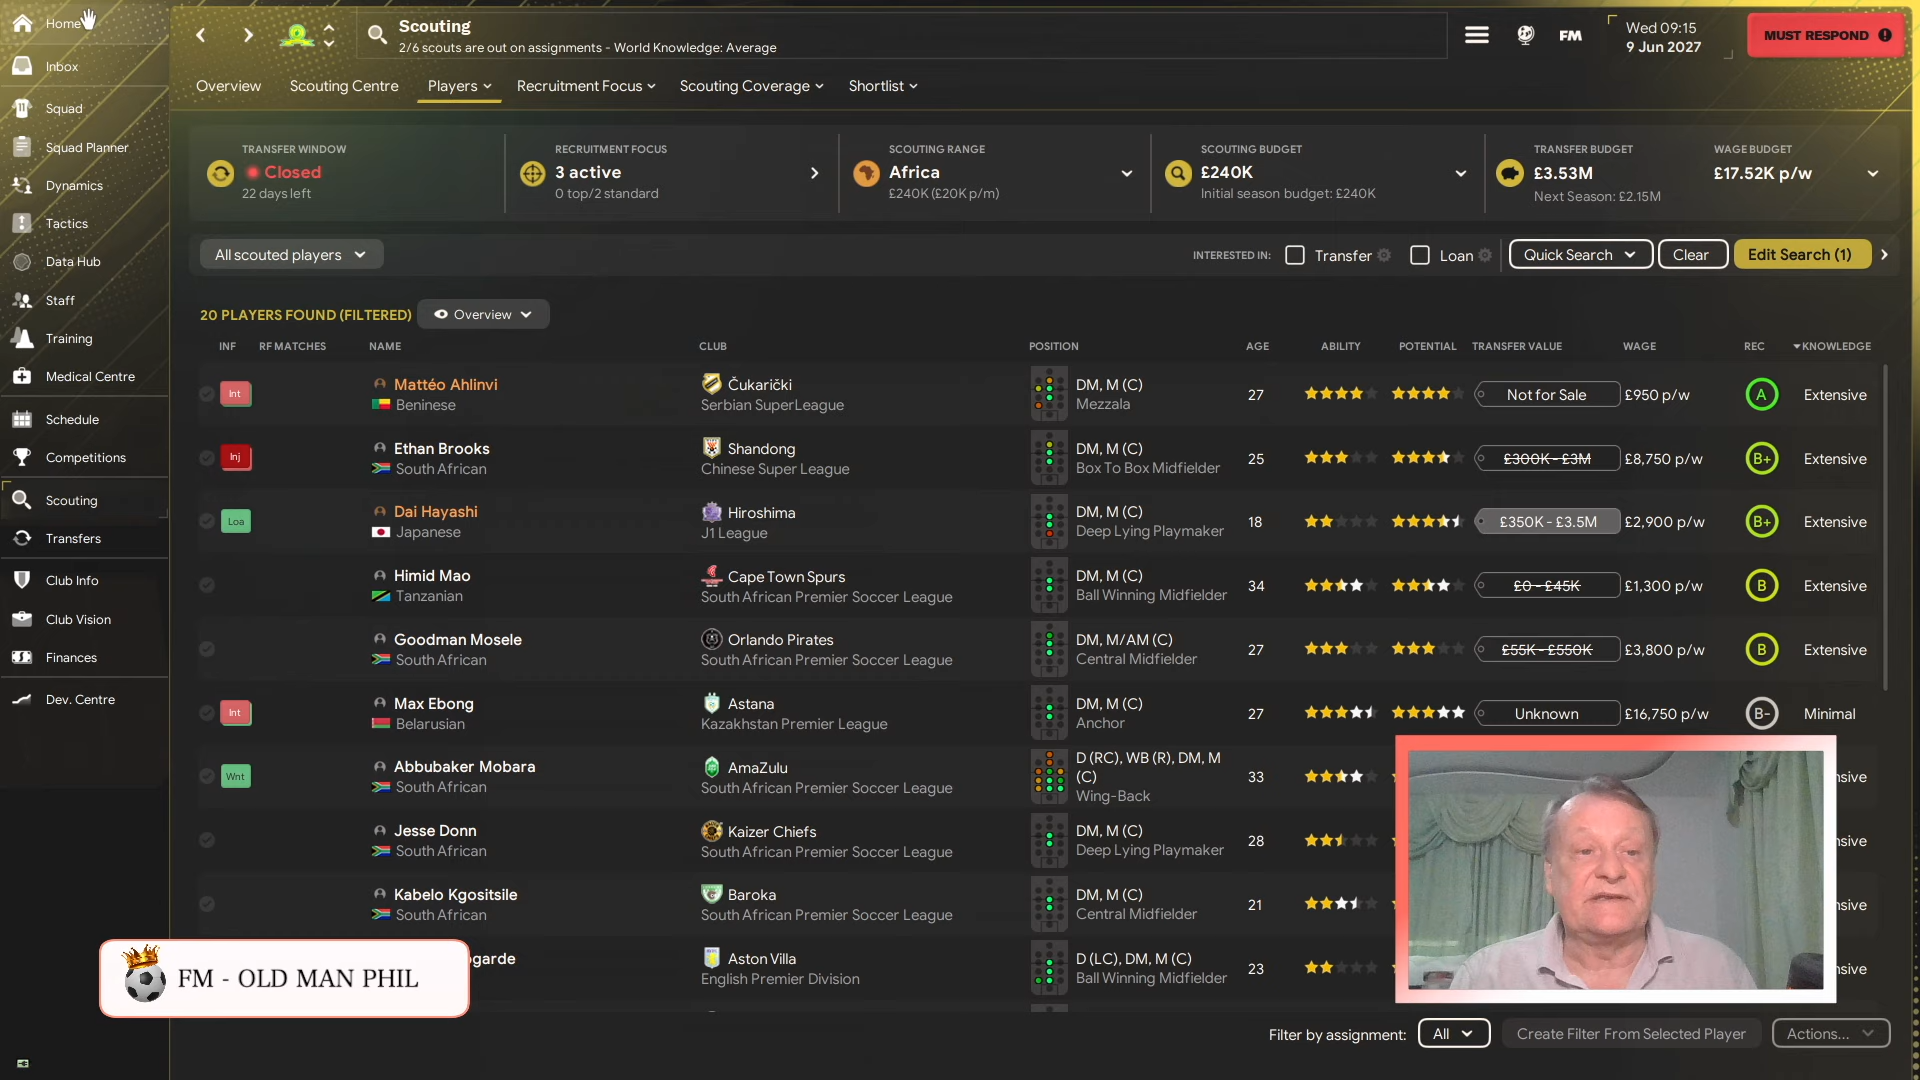 Home
Inbox
Squad
Squad Planner
Dynamics
Tactics
Data Hub
Staff
Training
Medical Centre
Schedule
Competitions
Scouting
Transfers
Club Info
Club Vision
Finances
Dev. Centre
Scouting
2/6 scouts are out on assignments - World Knowledge: Average
FM
Wed 09:15
9 Jun 2027
MUST RESPOND
Overview Scouting Centre Players Recruitment Focus Scouting Coverage Shortlist
TRANSFER WINDOW
Closed
22 days left
RECRUITMENT FOCUS
3 active
0 top/2 standard
SCOUTING RANGE
Africa
£240K (£20K p/m)
SCOUTING BUDGET
£240K
Initial season budget: £240K
TRANSFER BUDGET
£3.53M
Next Season: £2.15M
WAGE BUDGET
£17.52K p/w
All scouted players
INTERESTED IN: Transfer Loan Quick Search Clear Edit Search (1)
20 PLAYERS FOUND (FILTERED) Overview
INF RF MATCHES NAME CLUB POSITION AGE ABILITY POTENTIAL TRANSFER VALUE WAGE REC KNOWLEDGE
Int Mattéo Ahlinvi Čukarički DM, M (C) 27 Not for Sale £950 p/w A Extensive
Beninese Serbian SuperLeague Mezzala
Inj Ethan Brooks Shandong DM, M (C) 25 £300K - £3M £8,750 p/w B+ Extensive
South African Chinese Super League Box To Box Midfielder
Loa Dai Hayashi Hiroshima DM, M (C) 18 £350K - £3.5M £2,900 p/w B+ Extensive
Japanese J1 League Deep Lying Playmaker
Himid Mao Cape Town Spurs DM, M (C) 34 £0 - £45K £1,300 p/w B Extensive
Tanzanian South African Premier Soccer League Ball Winning Midfielder
Goodman Mosele Orlando Pirates DM, M/AM (C) 27 £55K - £550K £3,800 p/w B Extensive
South African South African Premier Soccer League Central Midfielder
Int Max Ebong Astana DM, M (C) 27 Unknown £16,750 p/w B- Minimal
Belarusian Kazakhstan Premier League Anchor
Wnt Abbubaker Mobara AmaZulu D (RC), WB (R), DM, M (C) 33 nsive
South African South African Premier Soccer League Wing-Back
Jesse Donn Kaizer Chiefs DM, M (C) 28 nsive
South African South African Premier Soccer League Deep Lying Playmaker
Kabelo Kgositsile Baroka DM, M (C) 21 nsive
South African South African Premier Soccer League Central Midfielder
ogarde Aston Villa D (LC), DM, M (C) 23 nsive
English Premier Division Ball Winning Midfielder
FM - OLD MAN PHIL
Filter by assignment: All Create Filter From Selected Player Actions...